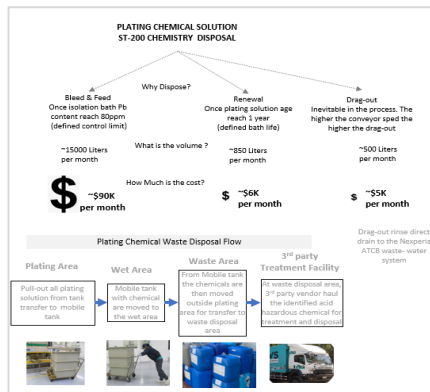 PLATING CHEMICAL SOLUTION
ST-200 CHEMISTRY DISPOSAL
Why Dispose?
Bleed & Feed
Once isolation bath Pb
content reach 80ppm
(defined control limit)
Renewal
Once plating solution age
reach 1 year
(defined bath life)
Drag-out
Inevitable in the process. The
higher the conveyor sped the
higher the drag-out
What is the volume ?
~15000 Liters
per month
~850 Liters
per month
~500 Liters
per month
How Much is the cost?
$ ~$90K
per month
$ ~$6K
per month
$ ~$5K
per month
Drag-out rinse direct
drain to the Nexperia
ATCB waste- water
system
Plating Chemical Waste Disposal Flow
Plating Area
Wet Area
Waste Area
3rd party
Treatment Facility
Pull-out all plating
solution from tank
transfer to mobile
tank
Mobile tank
with chemical
are moved to
the wet area
From Mobile tank
the chemicals are
then moved
outside plating
area for transfer to
waste disposal
area
At waste disposal area,
3rd party vendor haul
the identified acid
hazardous chemical for
treatment and disposal